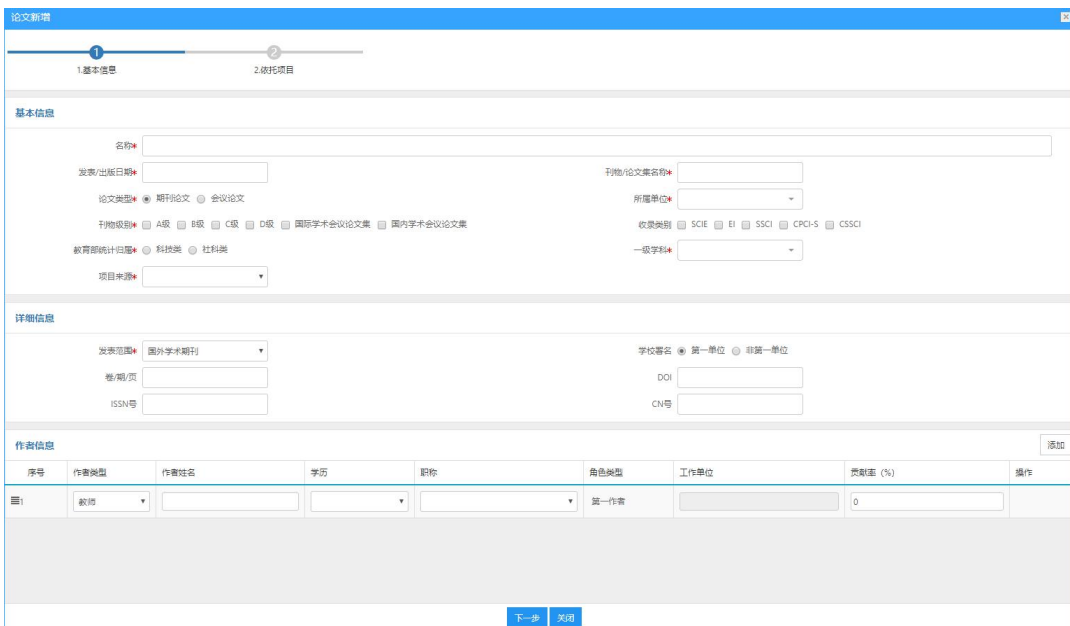 论文新增
1 2
1.基本信息 2.依托项目
基本信息
名称*
发表/出版日期* 刊物/论文集名称*
论文类型* 期刊论文 会议论文 所属单位*
刊物级别* A级 B级 C级 D级 国际学术会议论文集 国内学术会议论文集 收录类别 SCIE EI SSCI CPCI-S CSSCI
教育部统计归属* 科技类 社科类 一级学科*
项目来源*
详细信息
发表范围* 国外学术期刊 学校署名 第一单位 非第一单位
卷/期/页 DOI
ISSN号 CN号
作者信息 添加
序号 作者类型 作者姓名 学历 职称 角色类型 工作单位 贡献率 (%) 操作
1 教师 第一作者 0
下一步 关闭